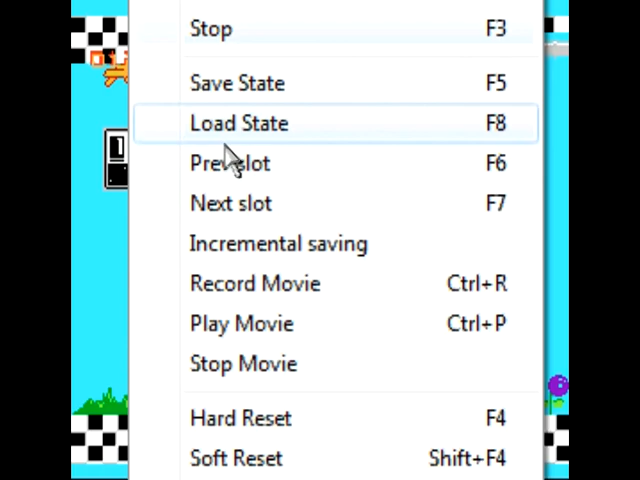 Stop F3
Save State F5
Load State F8
Prev slot F6
Next slot F7
Incremental saving
Record Movie Ctrl+R
Play Movie Ctrl+P
Stop Movie
Hard Reset F4
Soft Reset Shift+F4